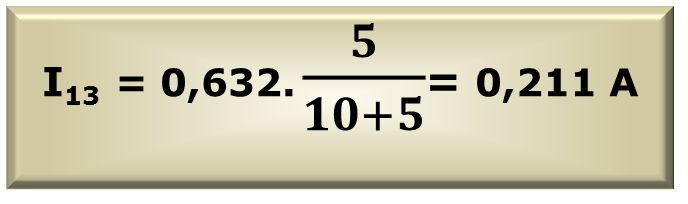 I₁₃ = 0,632. 5/(10+5) = 0,211 A